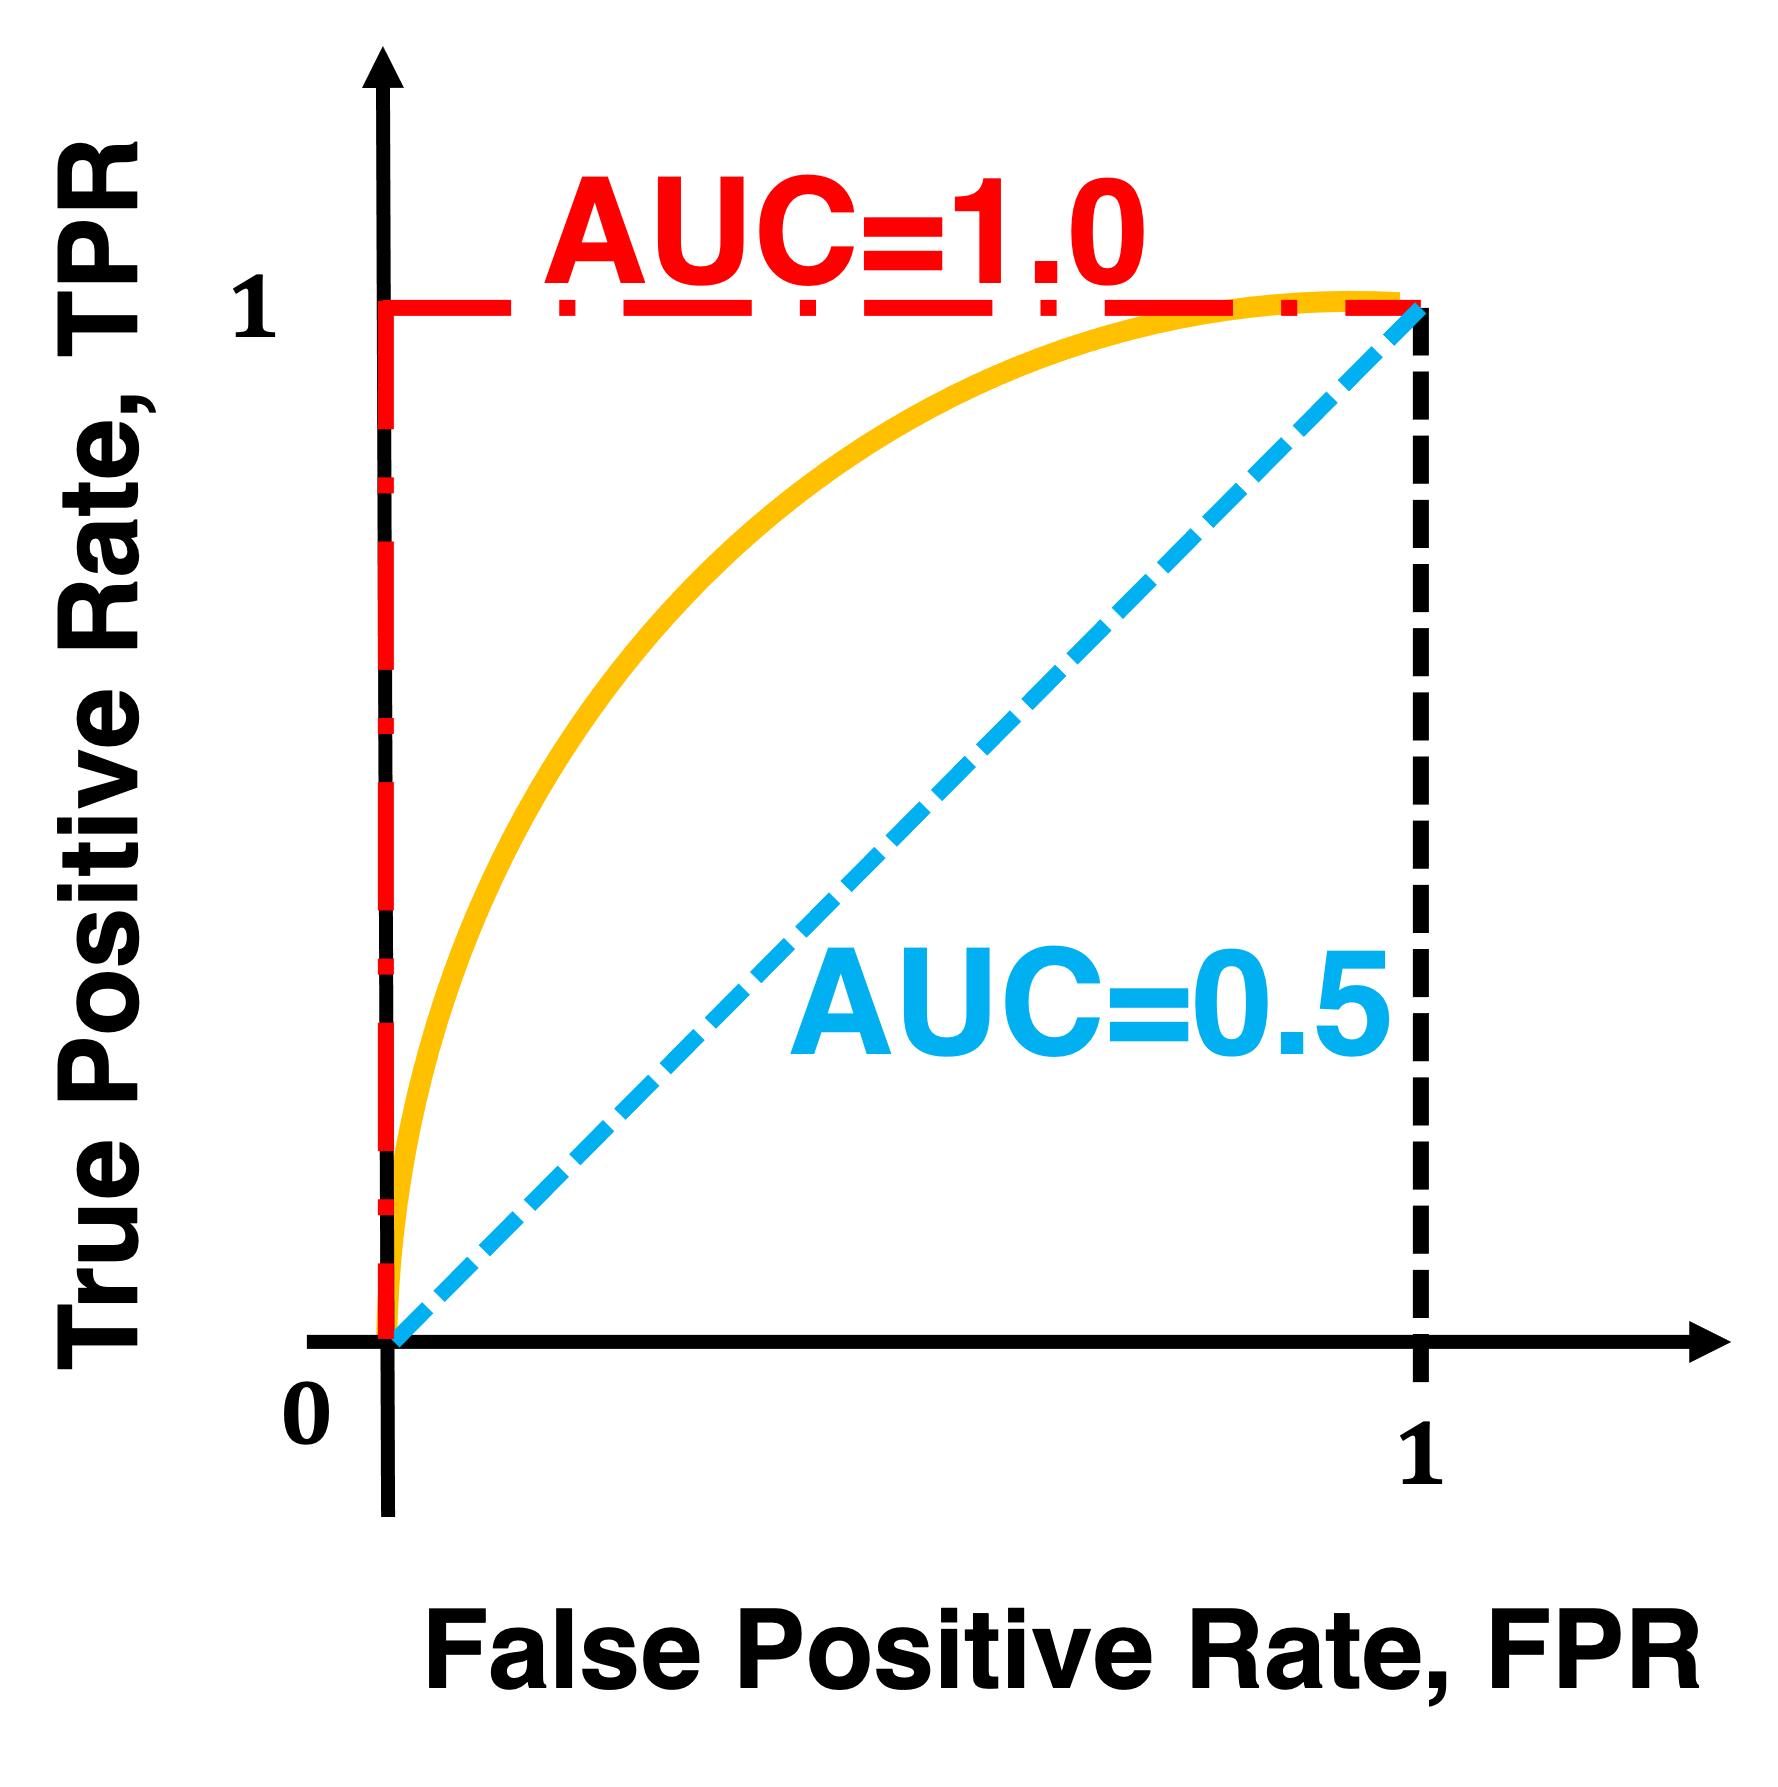 True Positive Rate, TPR
AUC=1.0
1
AUC=0.5
0
1
False Positive Rate, FPR